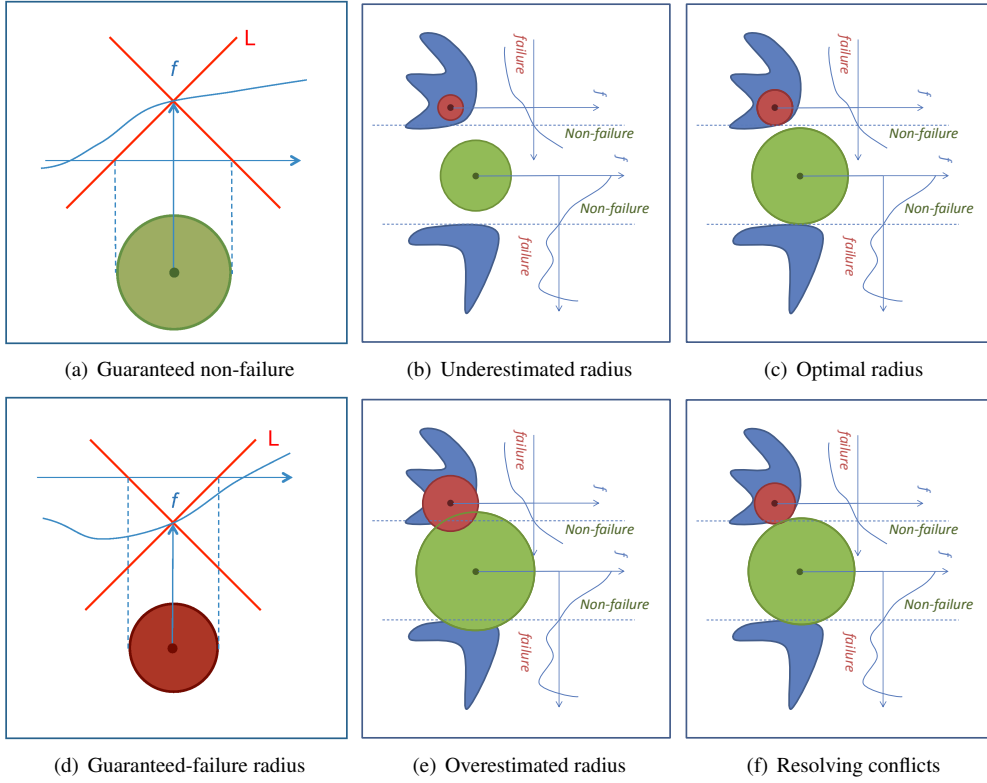 L
f
failure
f
Non-failure
Non-failure
failure
failure
f
Non-failure
Non-failure
failure
(a) Guaranteed non-failure
(b) Underestimated radius
(c) Optimal radius
L
f
failure
f
Non-failure
Non-failure
failure
failure
f
Non-failure
Non-failure
failure
(d) Guaranteed-failure radius
(e) Overestimated radius
(f) Resolving conflicts